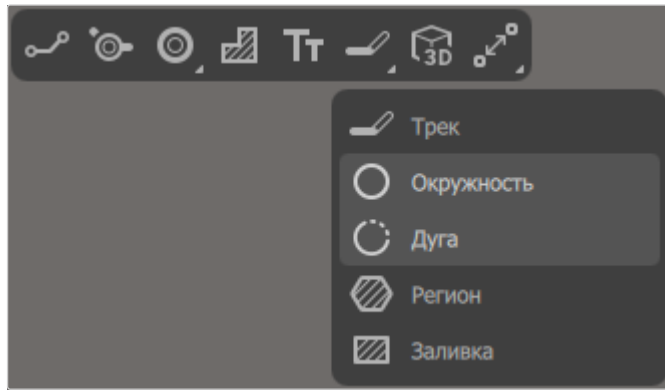 Тт
3D
Трек
Окружность
Дуга
Регион
Заливка